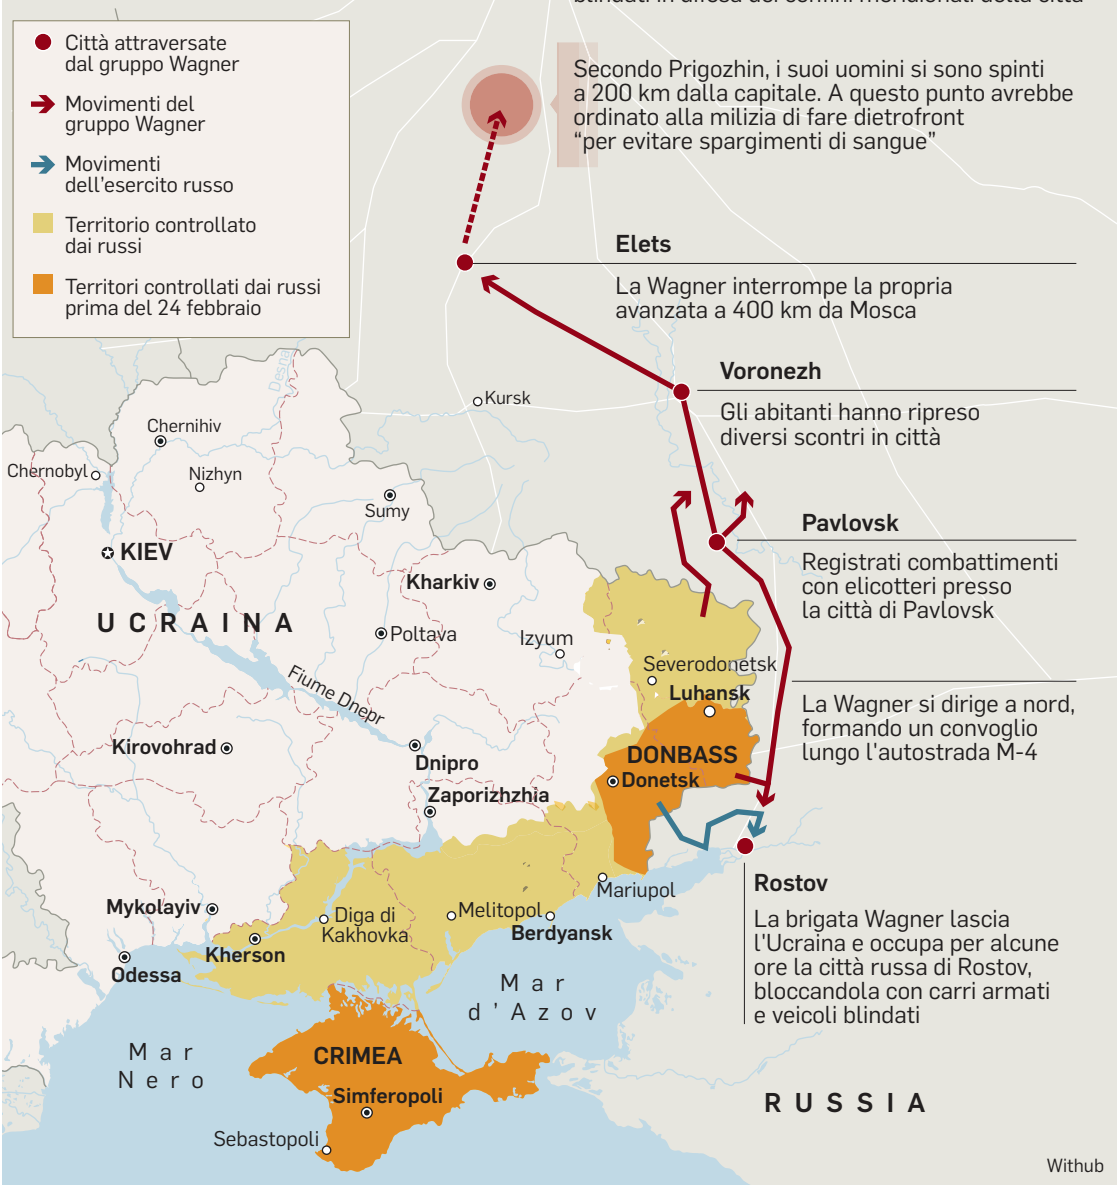 blindati in difesa dei confini meridionali della città
Città attraversate
dal gruppo Wagner
Movimenti del
gruppo Wagner
Movimenti
dell'esercito russo
Territorio controllato
dai russi
Territori controllati dai russi
prima del 24 febbraio
Secondo Prigozhin, i suoi uomini si sono spinti
a 200 km dalla capitale. A questo punto avrebbe
ordinato alla milizia di fare dietrofront
“per evitare spargimenti di sangue”
Elets
La Wagner interrompe la propria
avanzata a 400 km da Mosca
Voronezh
Gli abitanti hanno ripreso
diversi scontri in città
Pavlovsk
Registrati combattimenti
con elicotteri presso
la città di Pavlovsk
La Wagner si dirige a nord,
formando un convoglio
lungo l'autostrada M-4
Rostov
La brigata Wagner lascia
l'Ucraina e occupa per alcune
ore la città russa di Rostov,
bloccandola con carri armati
e veicoli blindati
Desna
Kursk
Chernihiv
Chernobyl
Nizhyn
Sumy
KIEV
Kharkiv
UCRAINA
Poltava
Izyum
Severodonetsk
Fiume Dnepr
Luhansk
Kirovohrad
Dnipro
DONBASS
Donetsk
Zaporizhzhia
Mariupol
Mykolayiv
Diga di
Kakhovka
Melitopol
Berdyansk
Kherson
Odessa
Mar
d'Azov
Mar
Nero
CRIMEA
Simferopoli
Sebastopoli
RUSSIA
Withub